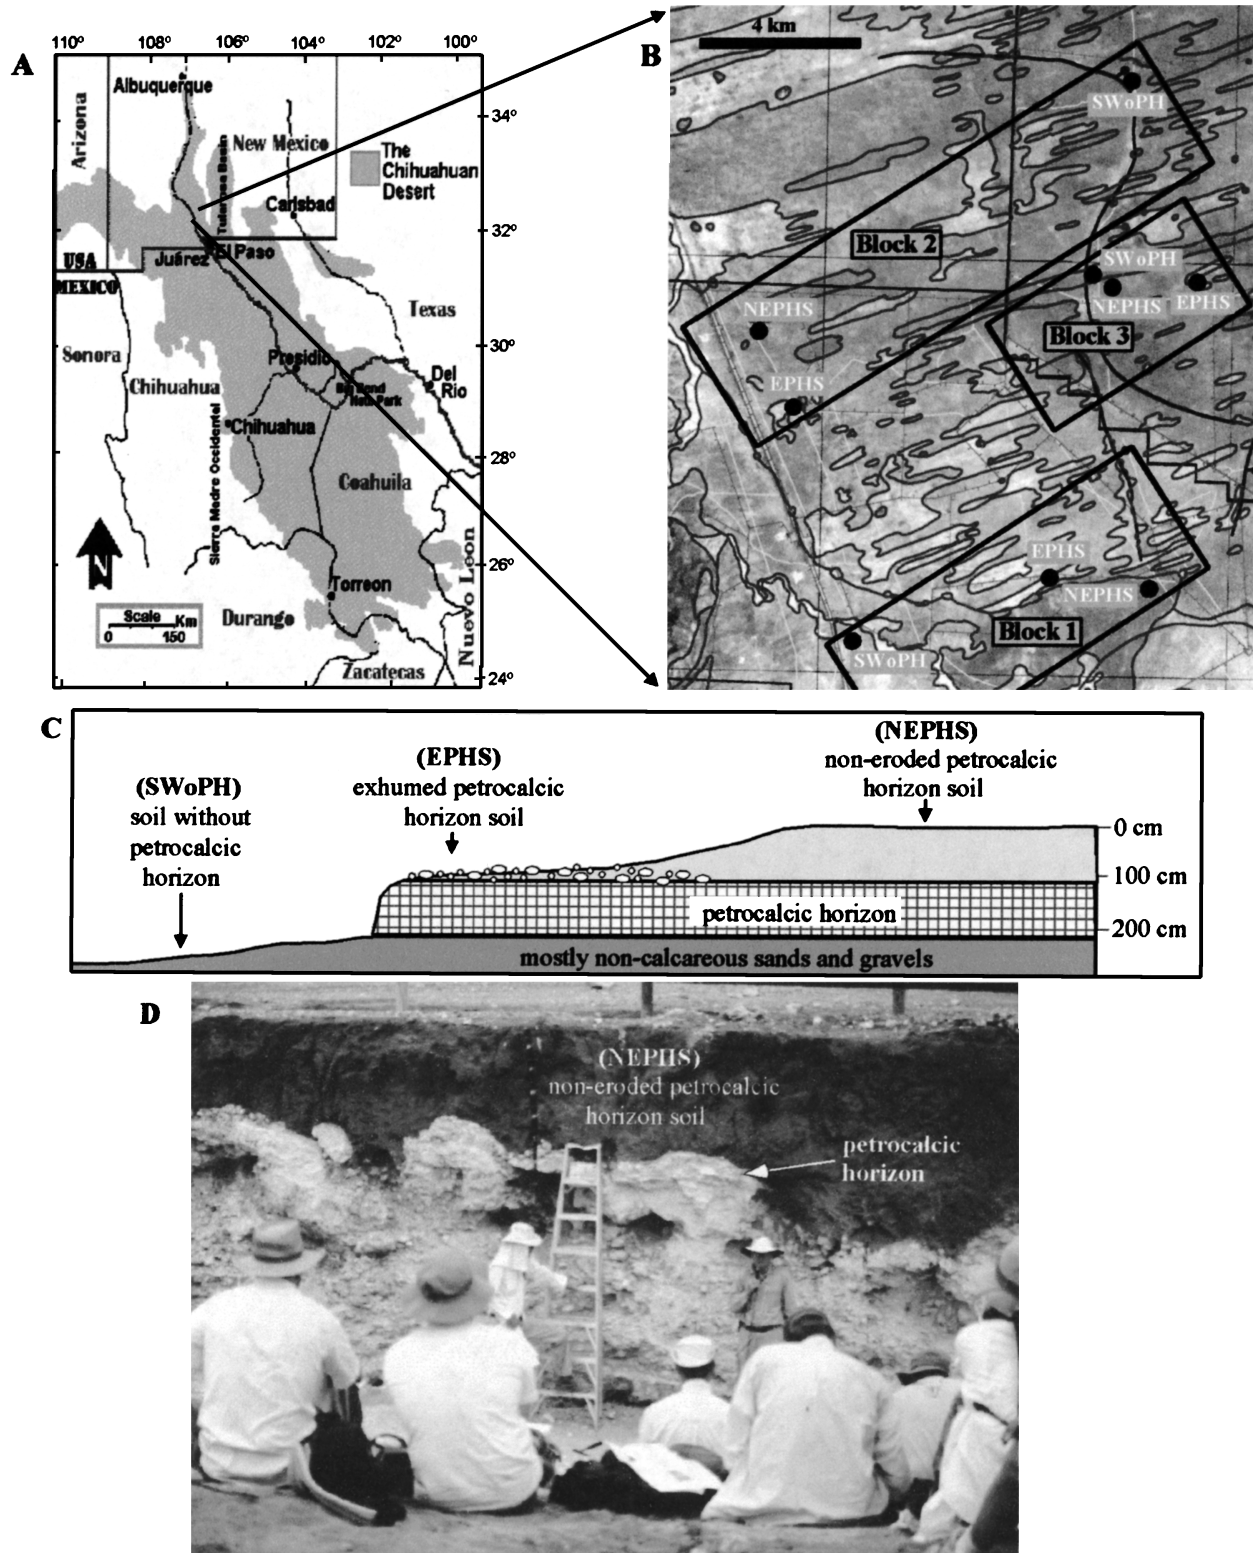 A
110° 108° 106° 104° 102° 100°
Albuquerque
Arizona
New Mexico
Tularosa Basin
The
Chihuahuan
Desert
Carlsbad
34°
32°
30°
28°
26°
24°
USA
MEXICO
Juárez
El Paso
Texas
Sonora
Chihuahua
Presidio
Big Bend
Natl Park
Del
Rio
Sierra Madre Occidental
Chihuahua
Coahuila
Nuevo Leon
N
Torreon
Durango
Scale
0 150 Km
Zacatecas
B
4 km
SWoPH
Block 2
SWoPH
NEPHS
EPHS
NEPHS
Block 3
EPHS
EPHS
NEPHS
Block 1
SWoPH
C
(SWoPH)
soil without
petrocalcic
horizon
(EPHS)
exhumed petrocalcic
horizon soil
(NEPHS)
non-eroded petrocalcic
horizon soil
0 cm
100 cm
200 cm
petrocalcic horizon
mostly non-calcareous sands and gravels
D
(NEPHS)
non-eroded petrocalcic
horizon soil
petrocalcic
horizon